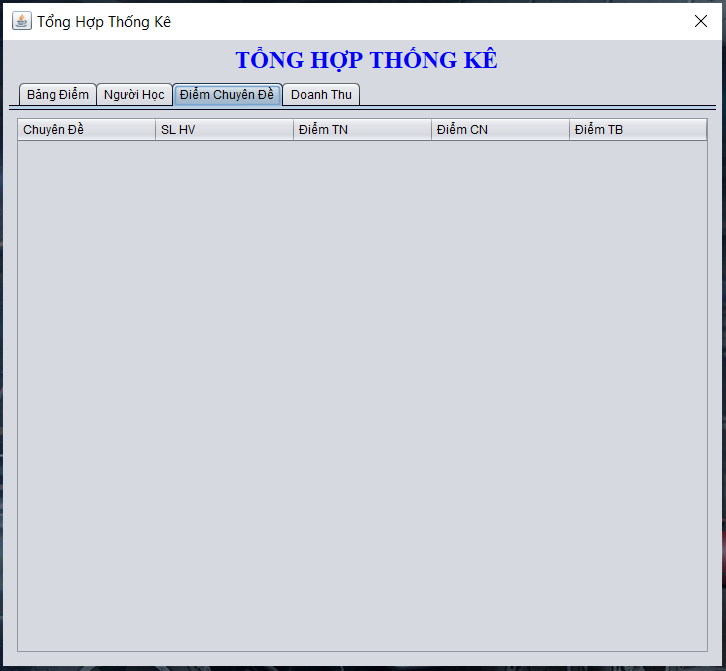 Tổng Hợp Thống Kê
TỔNG HỢP THỐNG KÊ
Bảng Điểm Người Học Điểm Chuyên Đề Doanh Thu
Chuyên Đề SL HV Điểm TN Điểm CN Điểm TB